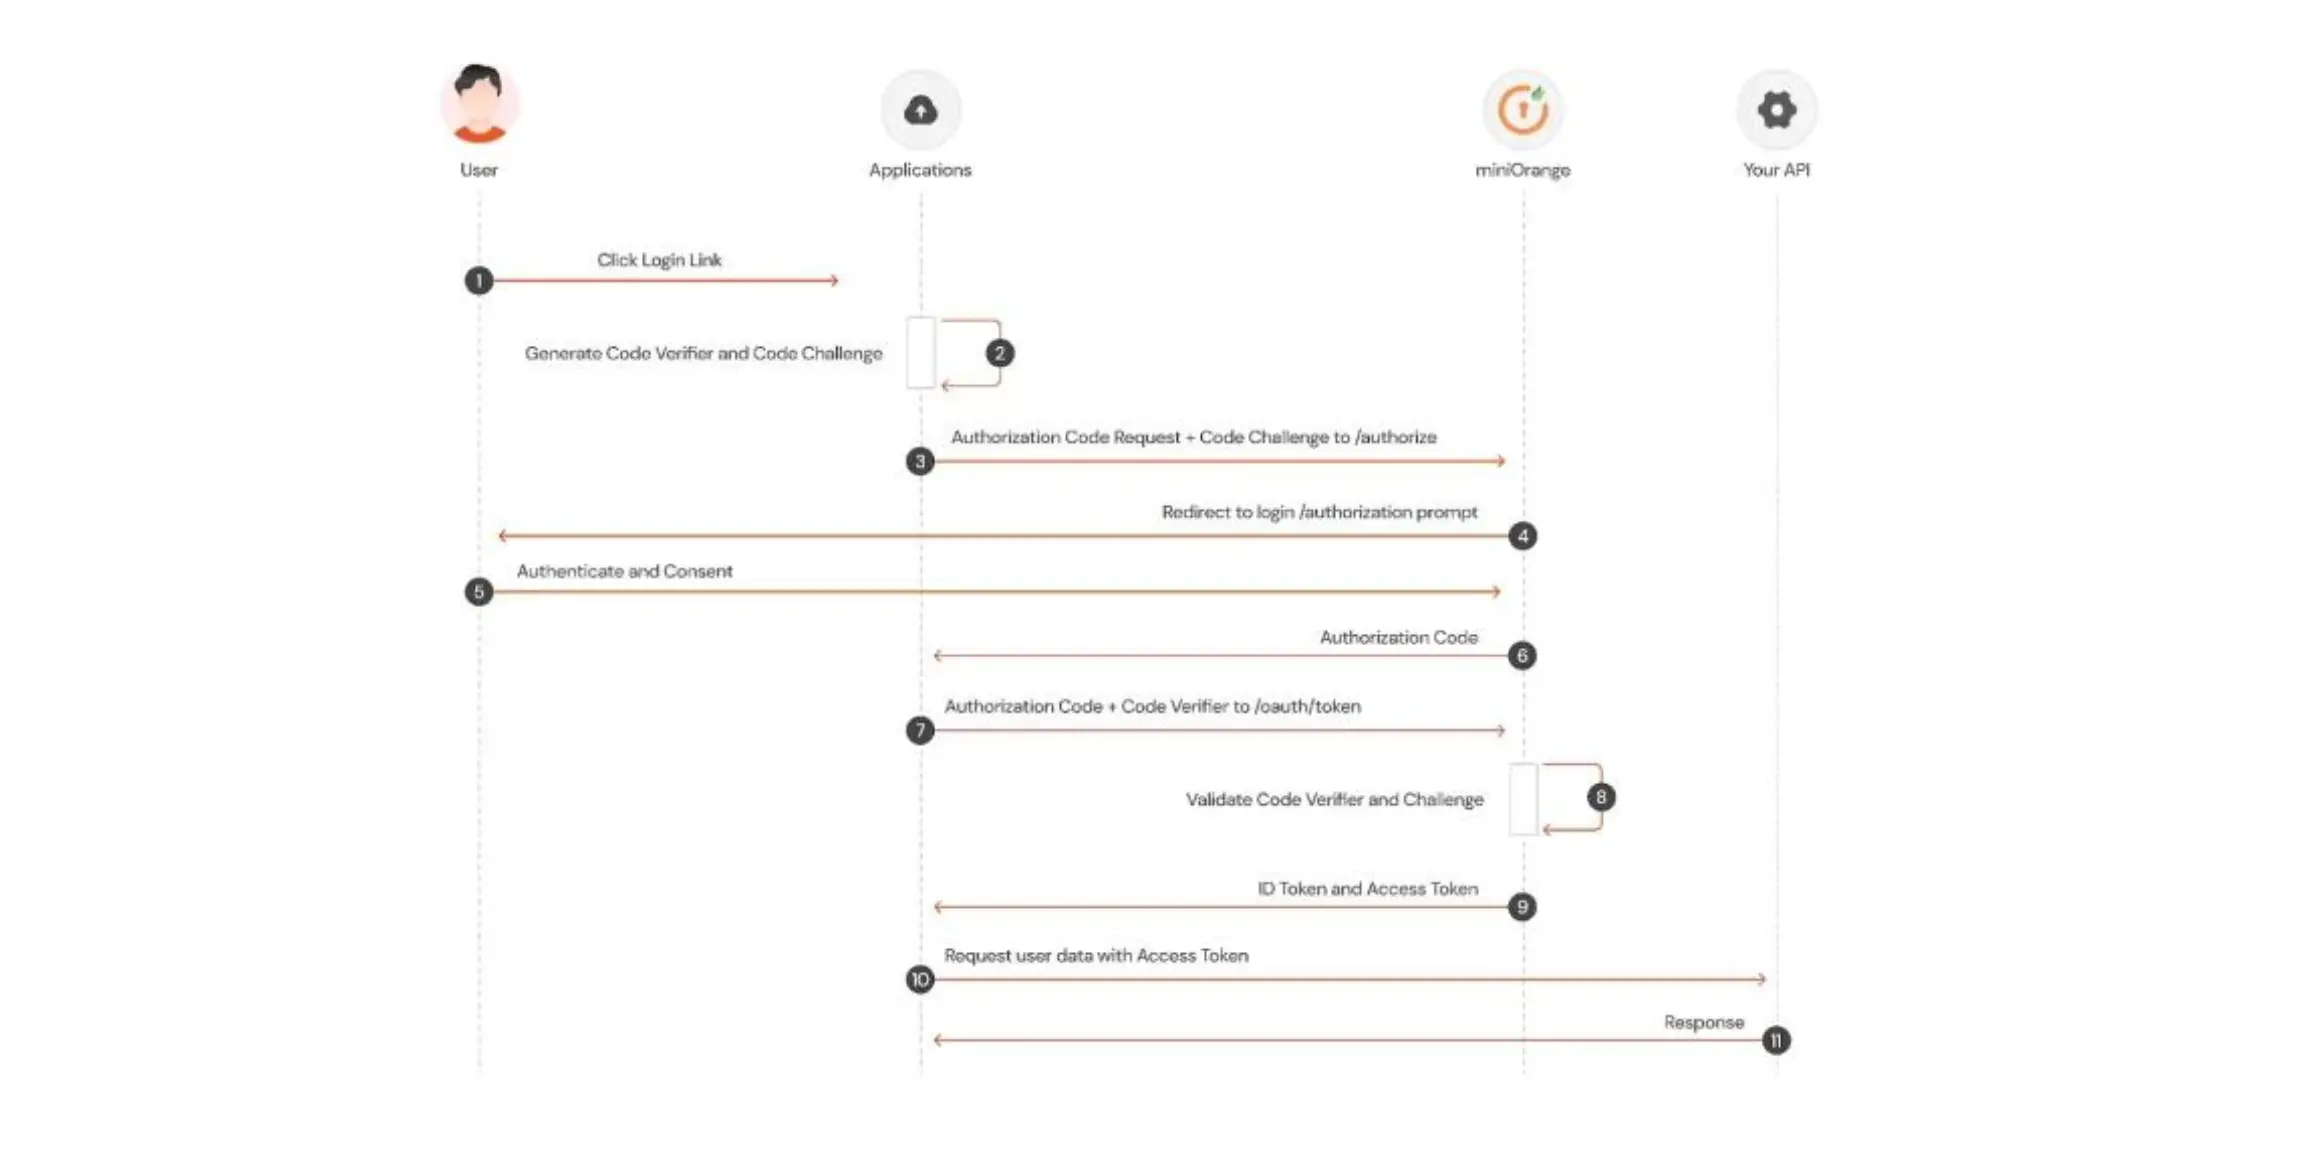 User
Applications
miniOrange
Your API
Click Login Link
1
Generate Code Verifier and Code Challenge
2
Authorization Code Request + Code Challenge to /authorize
3
Redirect to login /authorization prompt
4
Authenticate and Consent
5
Authorization Code
6
Authorization Code + Code Verifier to /oauth/token
7
Validate Code Verifier and Challenge
8
ID Token and Access Token
9
Request user data with Access Token
10
Response
11